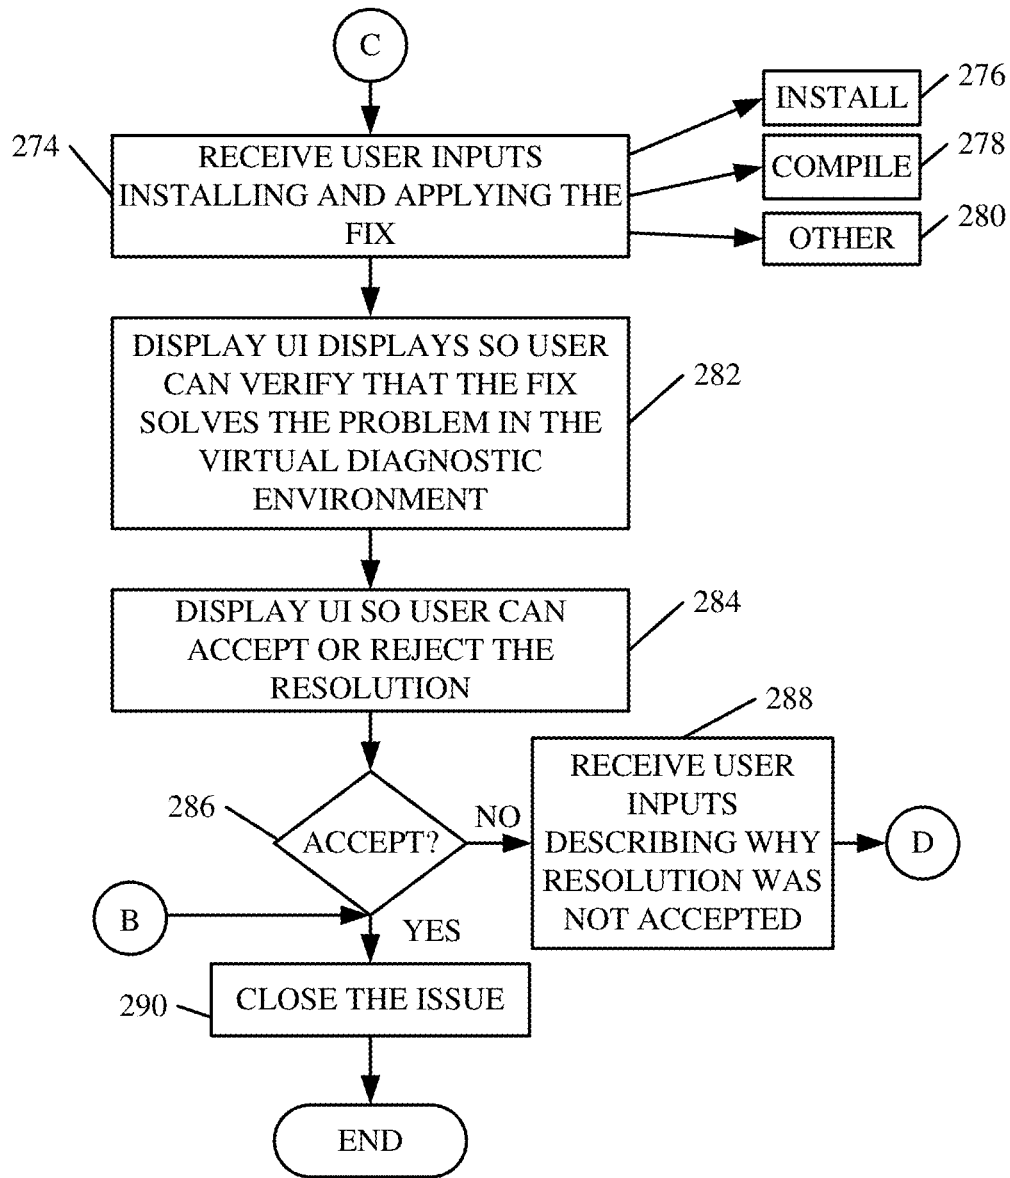 C
276
INSTALL
274
RECEIVE USER INPUTS
INSTALLING AND APPLYING THE
FIX
278
COMPILE
280
OTHER
DISPLAY UI DISPLAYS SO USER
CAN VERIFY THAT THE FIX
SOLVES THE PROBLEM IN THE
VIRTUAL DIAGNOSTIC
ENVIRONMENT
282
DISPLAY UI SO USER CAN
ACCEPT OR REJECT THE
RESOLUTION
284
286
ACCEPT?
NO
288
RECEIVE USER
INPUTS
DESCRIBING WHY
RESOLUTION WAS
NOT ACCEPTED
D
B
YES
290
CLOSE THE ISSUE
END